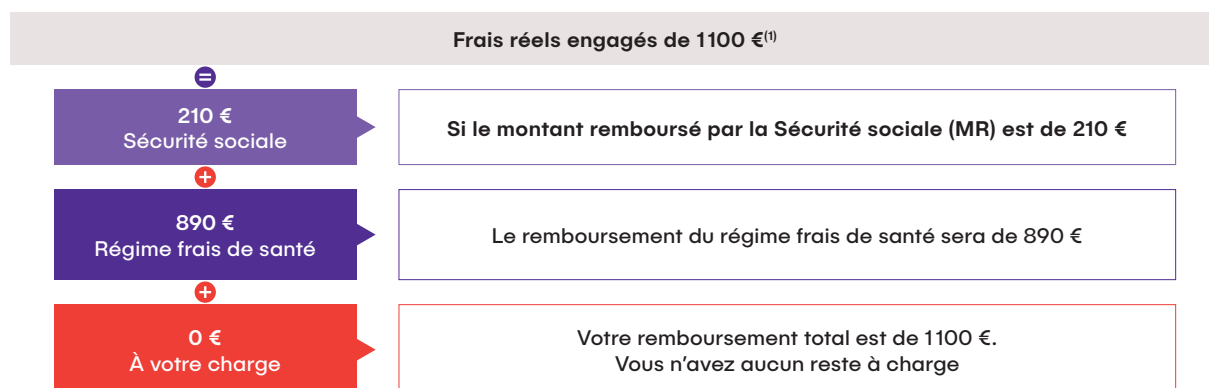 Frais réels engagés de 1100 €(1)
=
210 €
Sécurité sociale
Si le montant remboursé par la Sécurité sociale (MR) est de 210 €
+
890 €
Régime frais de santé
Le remboursement du régime frais de santé sera de 890 €
+
0 €
À votre charge
Votre remboursement total est de 1100 €.
Vous n’avez aucun reste à charge